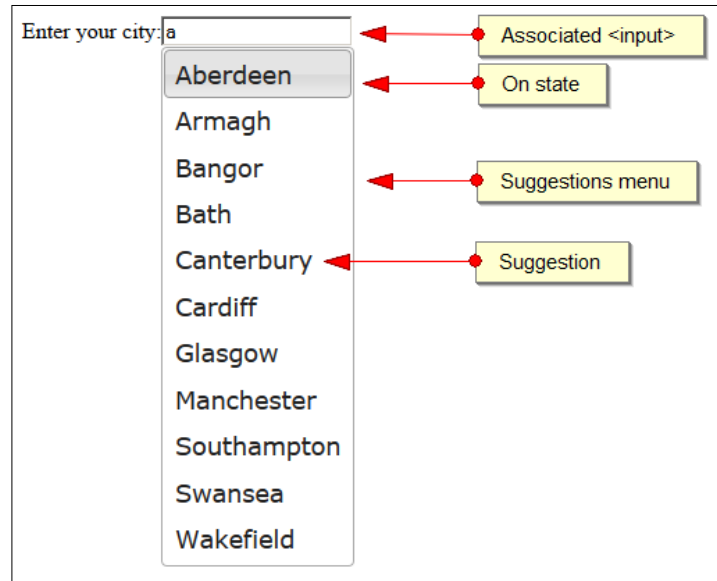 Enter your city: a
Associated <input>
Aberdeen
On state
Armagh
Bangor
Suggestions menu
Bath
Canterbury
Suggestion
Cardiff
Glasgow
Manchester
Southampton
Swansea
Wakefield